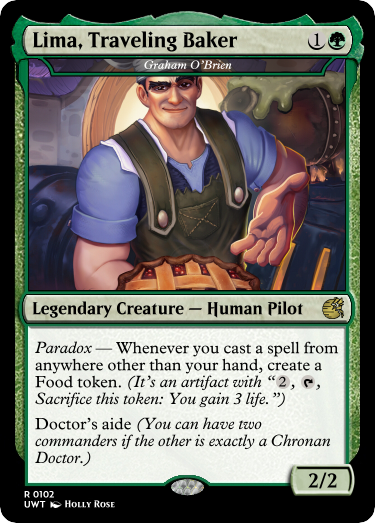 Lima, Traveling Baker 1
Graham O'Brien
Legendary Creature — Human Pilot
Paradox — Whenever you cast a spell from
anywhere other than your hand, create a
Food token. (It's an artifact with "2, ,
Sacrifice this token: You gain 3 life.")
Doctor's aide (You can have two
commanders if the other is exactly a Chronan
Doctor.)
2/2
R 0102
UWT Holly Rose